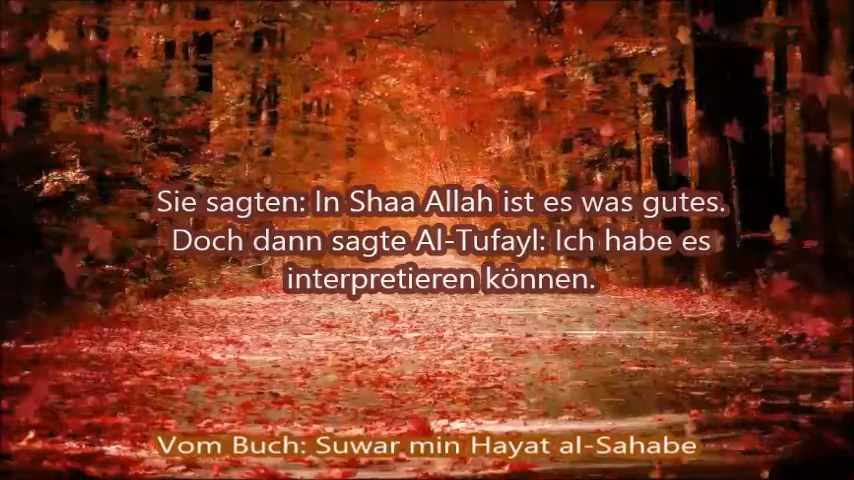 Sie sagten: In Shaa Allah ist es was gutes.
Doch dann sagte Al-Tufayl: Ich habe es
interpretieren können.
Vom Buch: Suwar min Hayat al-Sahabe